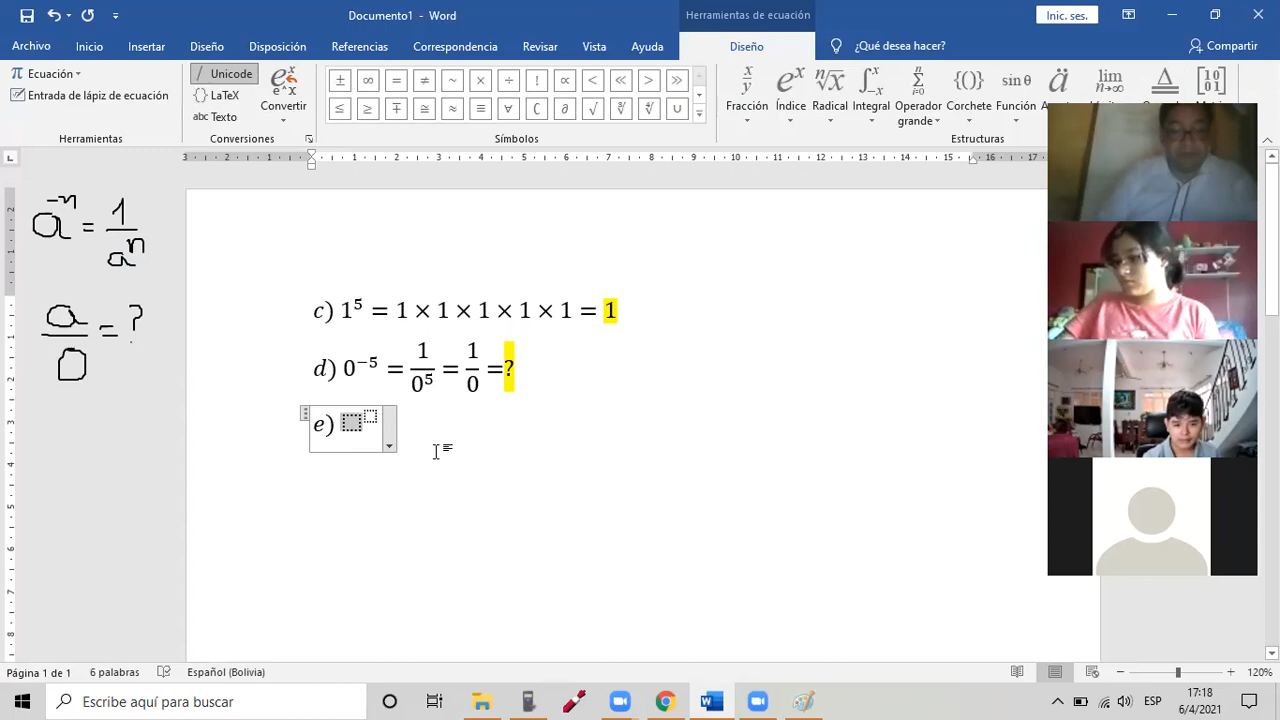 Documento1 - Word
Herramientas de ecuación
Inic. ses.
Archivo Inicio Insertar Diseño Disposición Referencias Correspondencia Revisar Vista Ayuda Diseño ¿Qué desea hacer? Compartir
π Ecuación
Entrada de lápiz de ecuación
Herramientas
Unicode
LaTeX
abc Texto
Convertir
Conversiones
± ∞ = ≠ ~ × ÷ ! ∝ < ≪ > ≫
≤ ≥ ∓ ≅ ≈ ≡ ∀ ∁ ∂ √ ∛ ∜ ∪
Símbolos
Fracción Índice Radical Integral Operador grande Corchete Función
Estructuras
a⁻ⁿ = 1/aⁿ
a/0 = ?
c) 1⁵ = 1 × 1 × 1 × 1 × 1 = 1
d) 0⁻⁵ = 1/0⁵ = 1/0 =?
e)
Página 1 de 1 6 palabras Español (Bolivia) 120%
Escribe aquí para buscar
ESP
17:18
6/4/2021